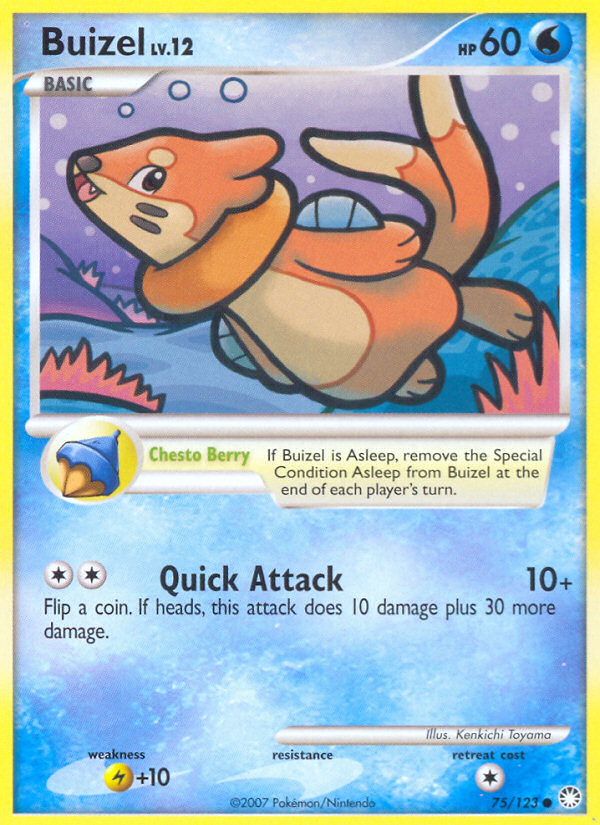 Buizel LV.12 HP 60
BASIC
Chesto Berry If Buizel is Asleep, remove the Special
Condition Asleep from Buizel at the
end of each player's turn.
Quick Attack 10+
Flip a coin. If heads, this attack does 10 damage plus 30 more
damage.
Illus. Kenkichi Toyama
weakness resistance retreat cost
+10
©2007 Pokémon/Nintendo 75/123